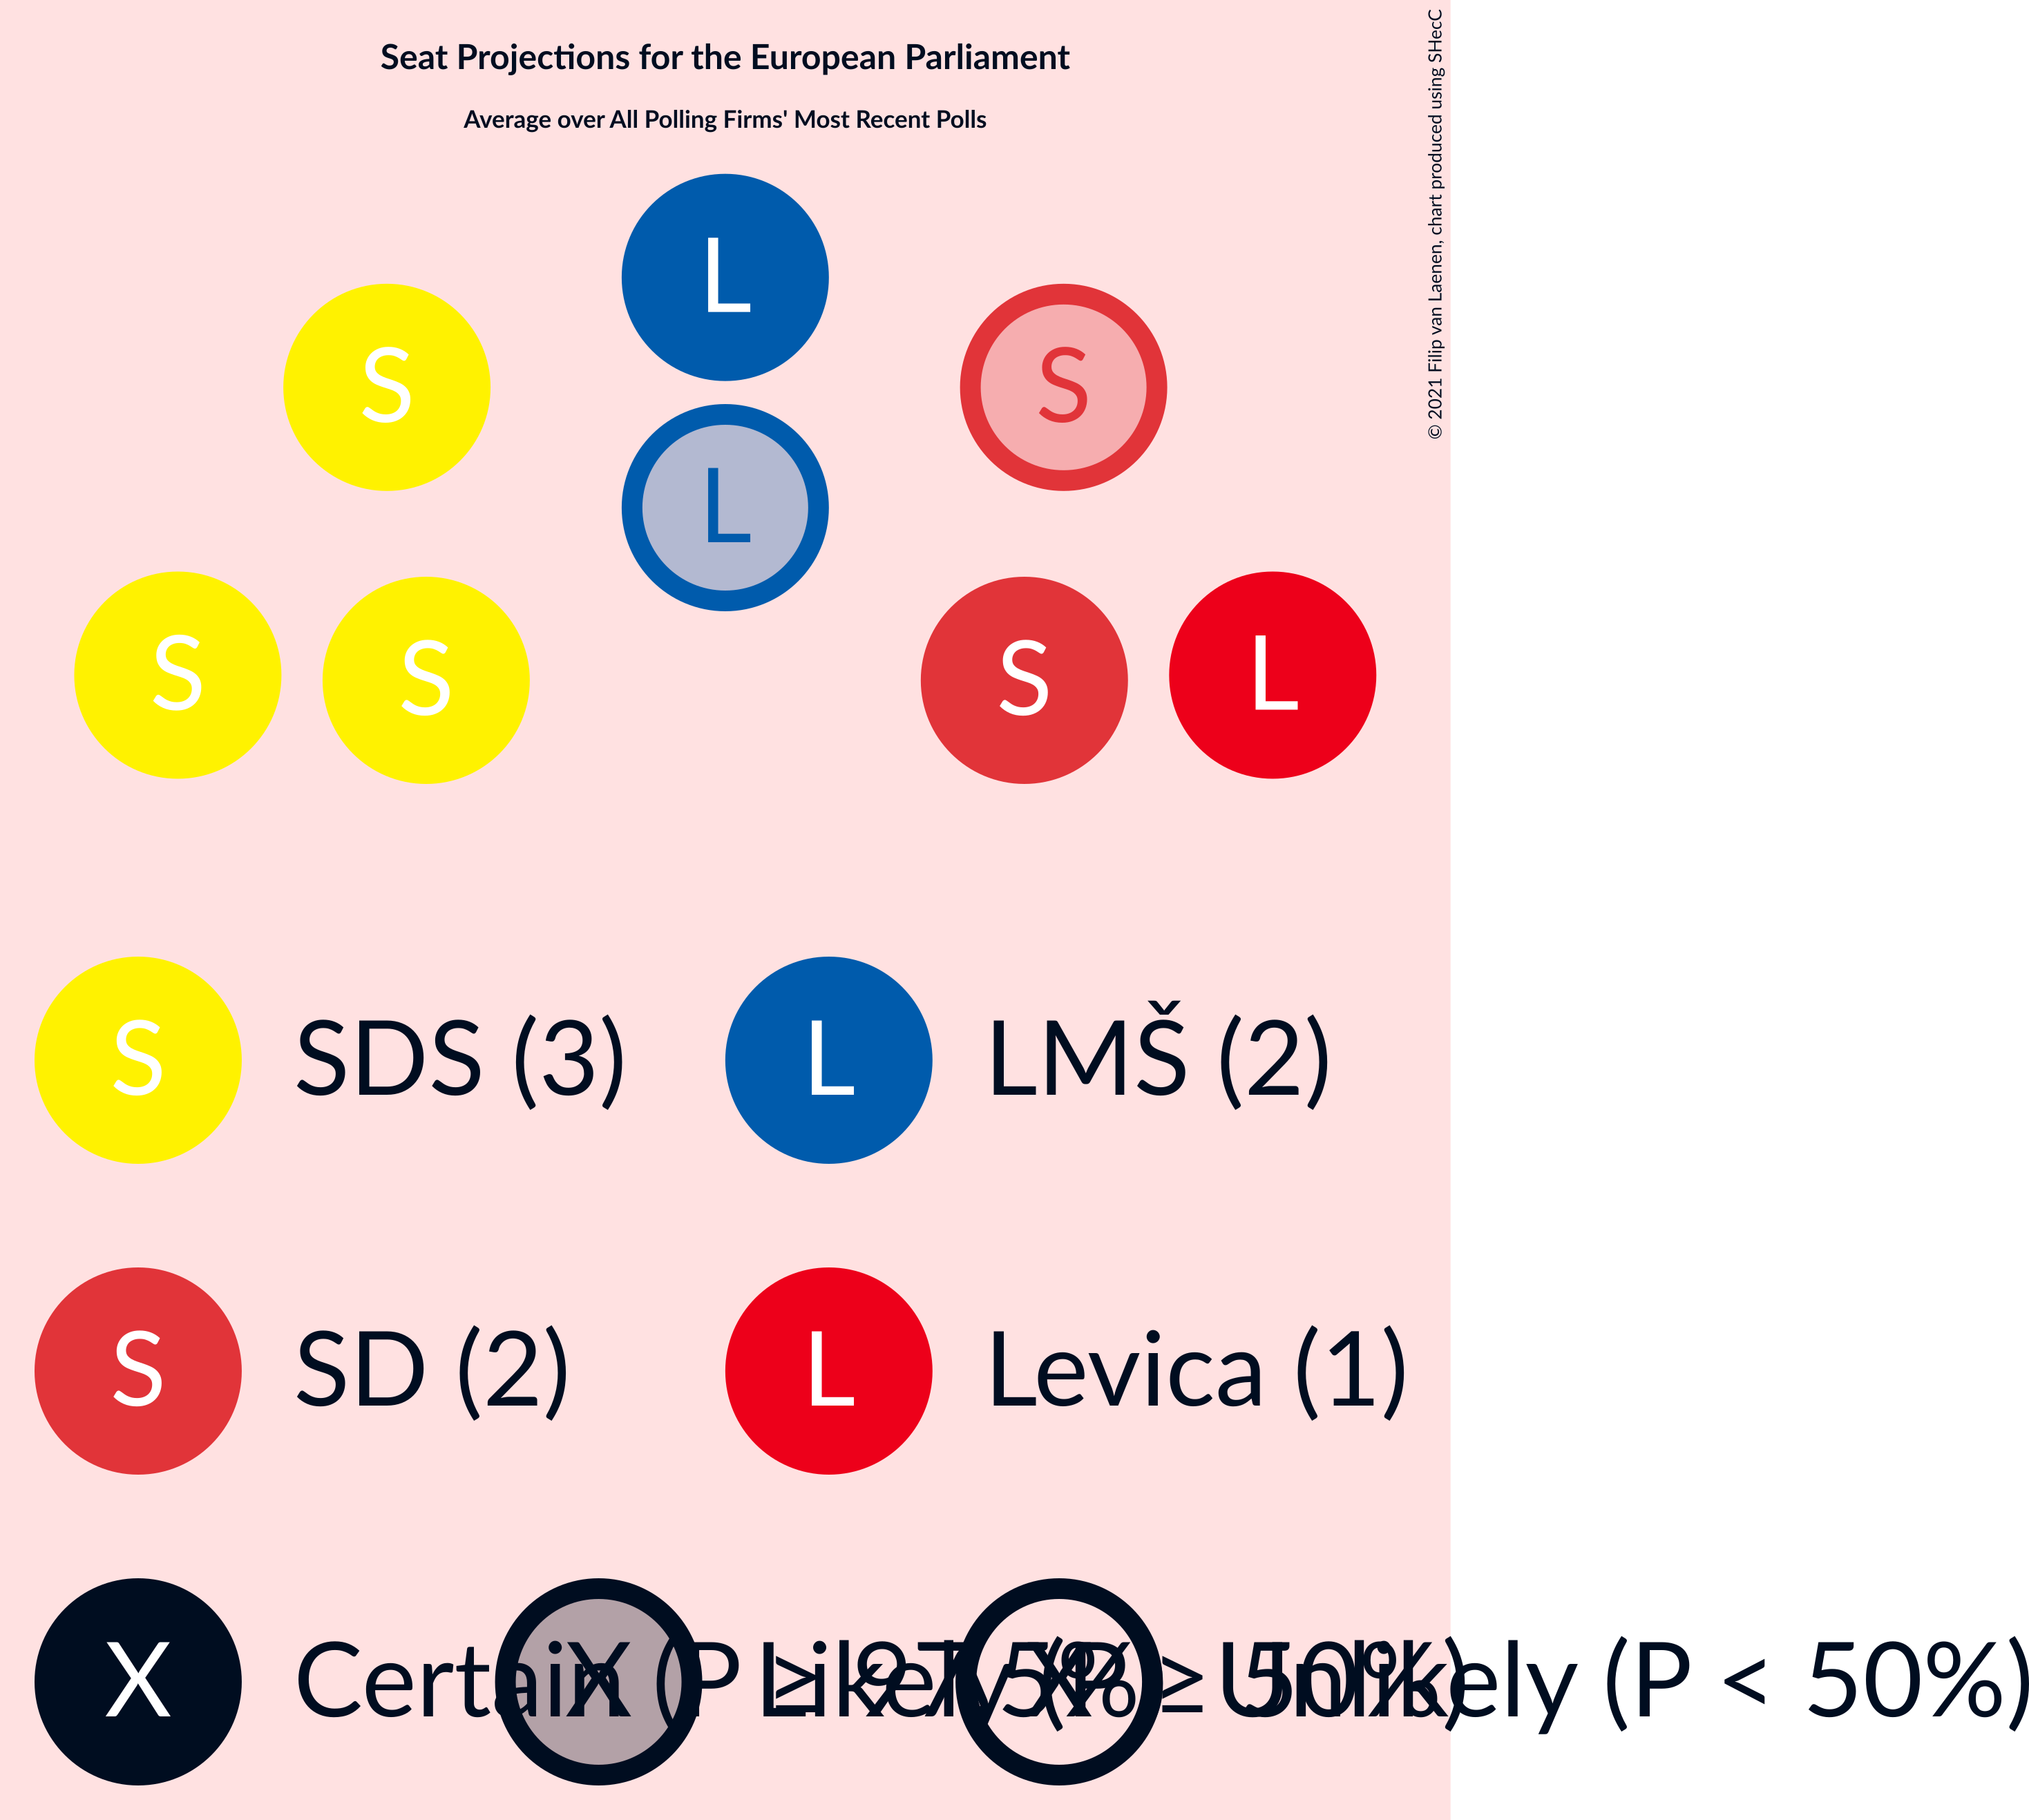 Seat Projections for the European Parliament
Average over All Polling Firms' Most Recent Polls
© 2021 Filip van Laenen, chart produced using SHecC
L
S
S
L
S
S
S
L
S SDS (3) L LMŠ (2)
S SD (2) L Levica (1)
X Certain (P ≥ 97.5%) X Likely (P ≥ 50%) X Unlikely (P < 50%)